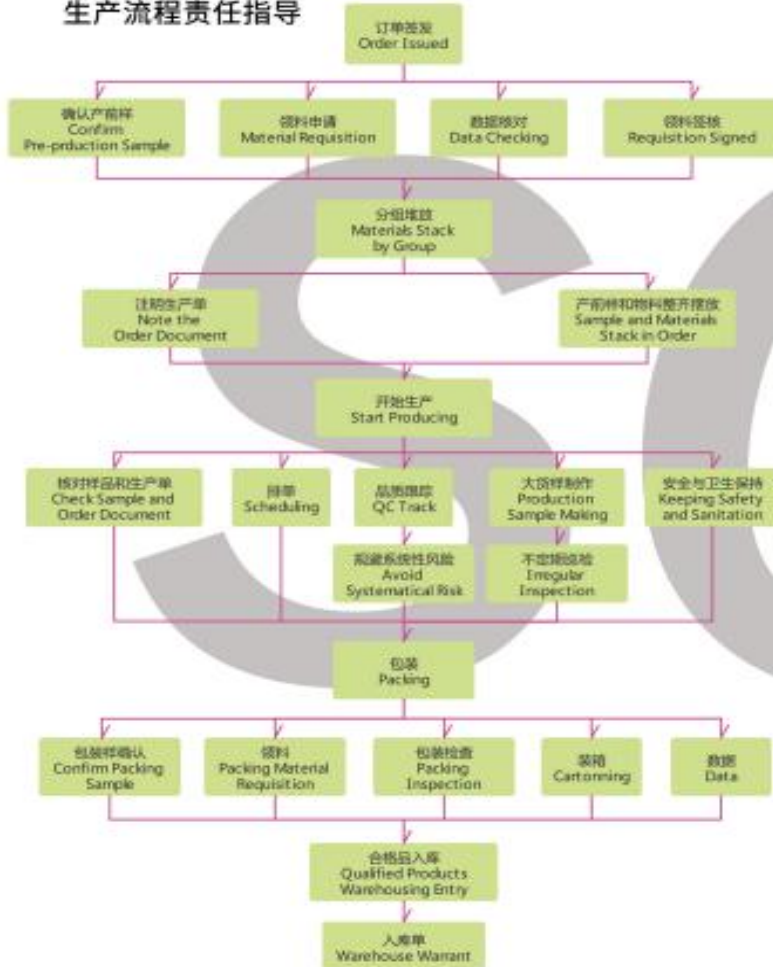 生产流程责任指导
订单签发
Order Issued
确认产前样
Confirm
Pre-prduction Sample
领料申请
Material Requisition
数据核对
Data Checking
领料签核
Requisition Signed
分组堆放
Materials Stack
by Group
注明生产单
Note the
Order Document
产前样和物料整齐摆放
Sample and Materials
Stack in Order
开始生产
Start Producing
核对样品和生产单
Check Sample and
Order Document
排单
Scheduling
品质跟踪
QC Track
大货样制作
Production
Sample Making
安全与卫生保持
Keeping Safety
and Sanitation
规避系统性风险
Avoid
Systematical Risk
不定期巡检
Irregular
Inspection
包装
Packing
包装样确认
Confirm Packing
Sample
领料
Packing Material
Requisition
包装检查
Packing
Inspection
装箱
Cartonning
数据
Data
合格品入库
Qualified Products
Warehousing Entry
入库单
Warehouse Warrant